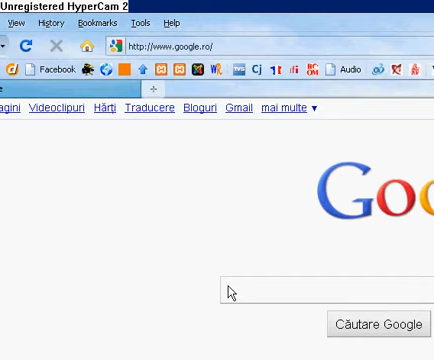 Unregistered HyperCam 2
View History Bookmarks Tools Help
http://www.google.ro/
Facebook Audio
agini Videoclipuri Hărţi Traducere Bloguri Gmail mai multe ▼
Goo
Căutare Google